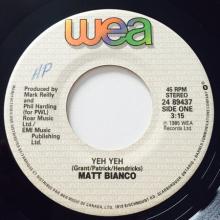 wea
HP
Produced by
Mark Reilly
and
Phil Harding
(for PWL)
Roar Music
Ltd./
EMI Music
Publishing
Ltd.
45 RPM
STEREO
24 89437
SIDE ONE
3:15
℗ 1985 WEA
Records Ltd.
YEH YEH
(Grant/Patrick/Hendricks)
MATT BIANCO